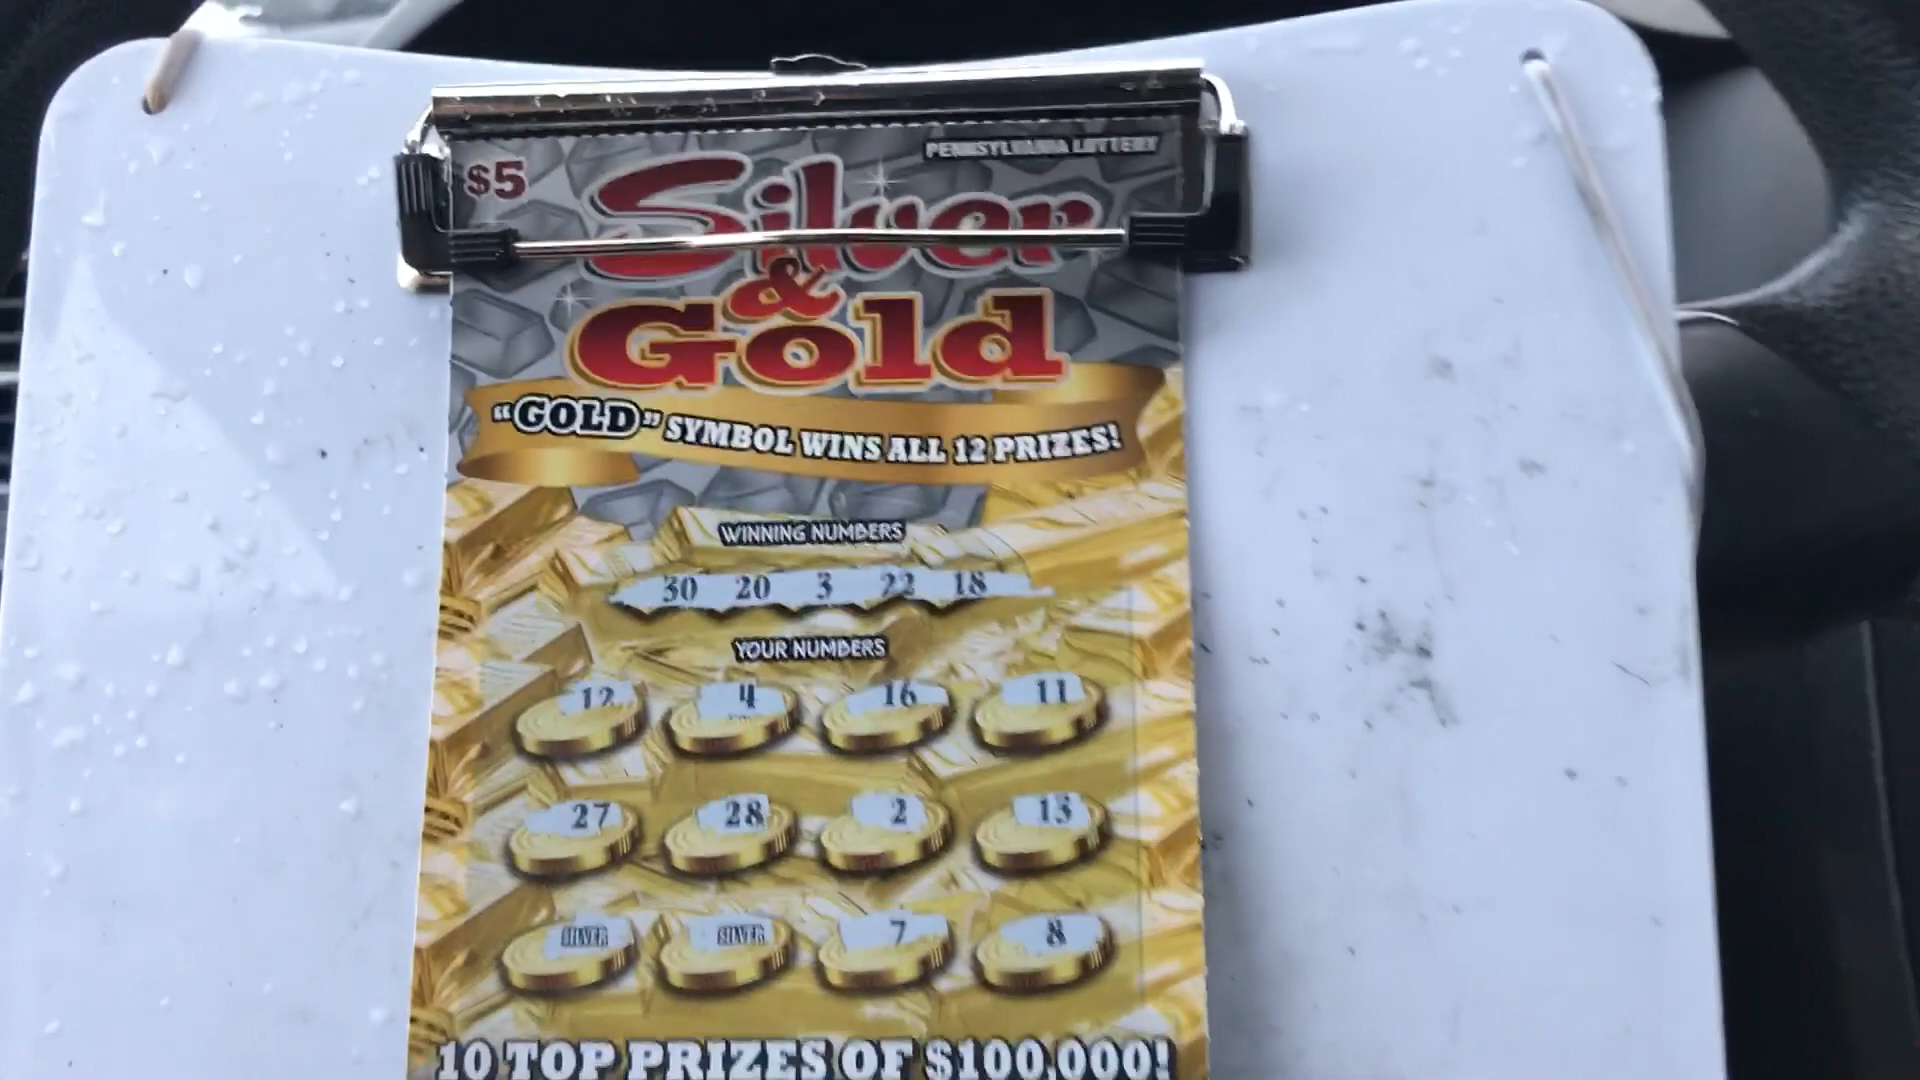 PENNSYLVANIA LOTTERY
$5
Silver
&
Gold
"GOLD" SYMBOL WINS ALL 12 PRIZES!
WINNING NUMBERS
30 20 3 22 18
YOUR NUMBERS
12 4 16 11
27 28 2 13
SILVER SILVER 7 8
10 TOP PRIZES OF $100,000!